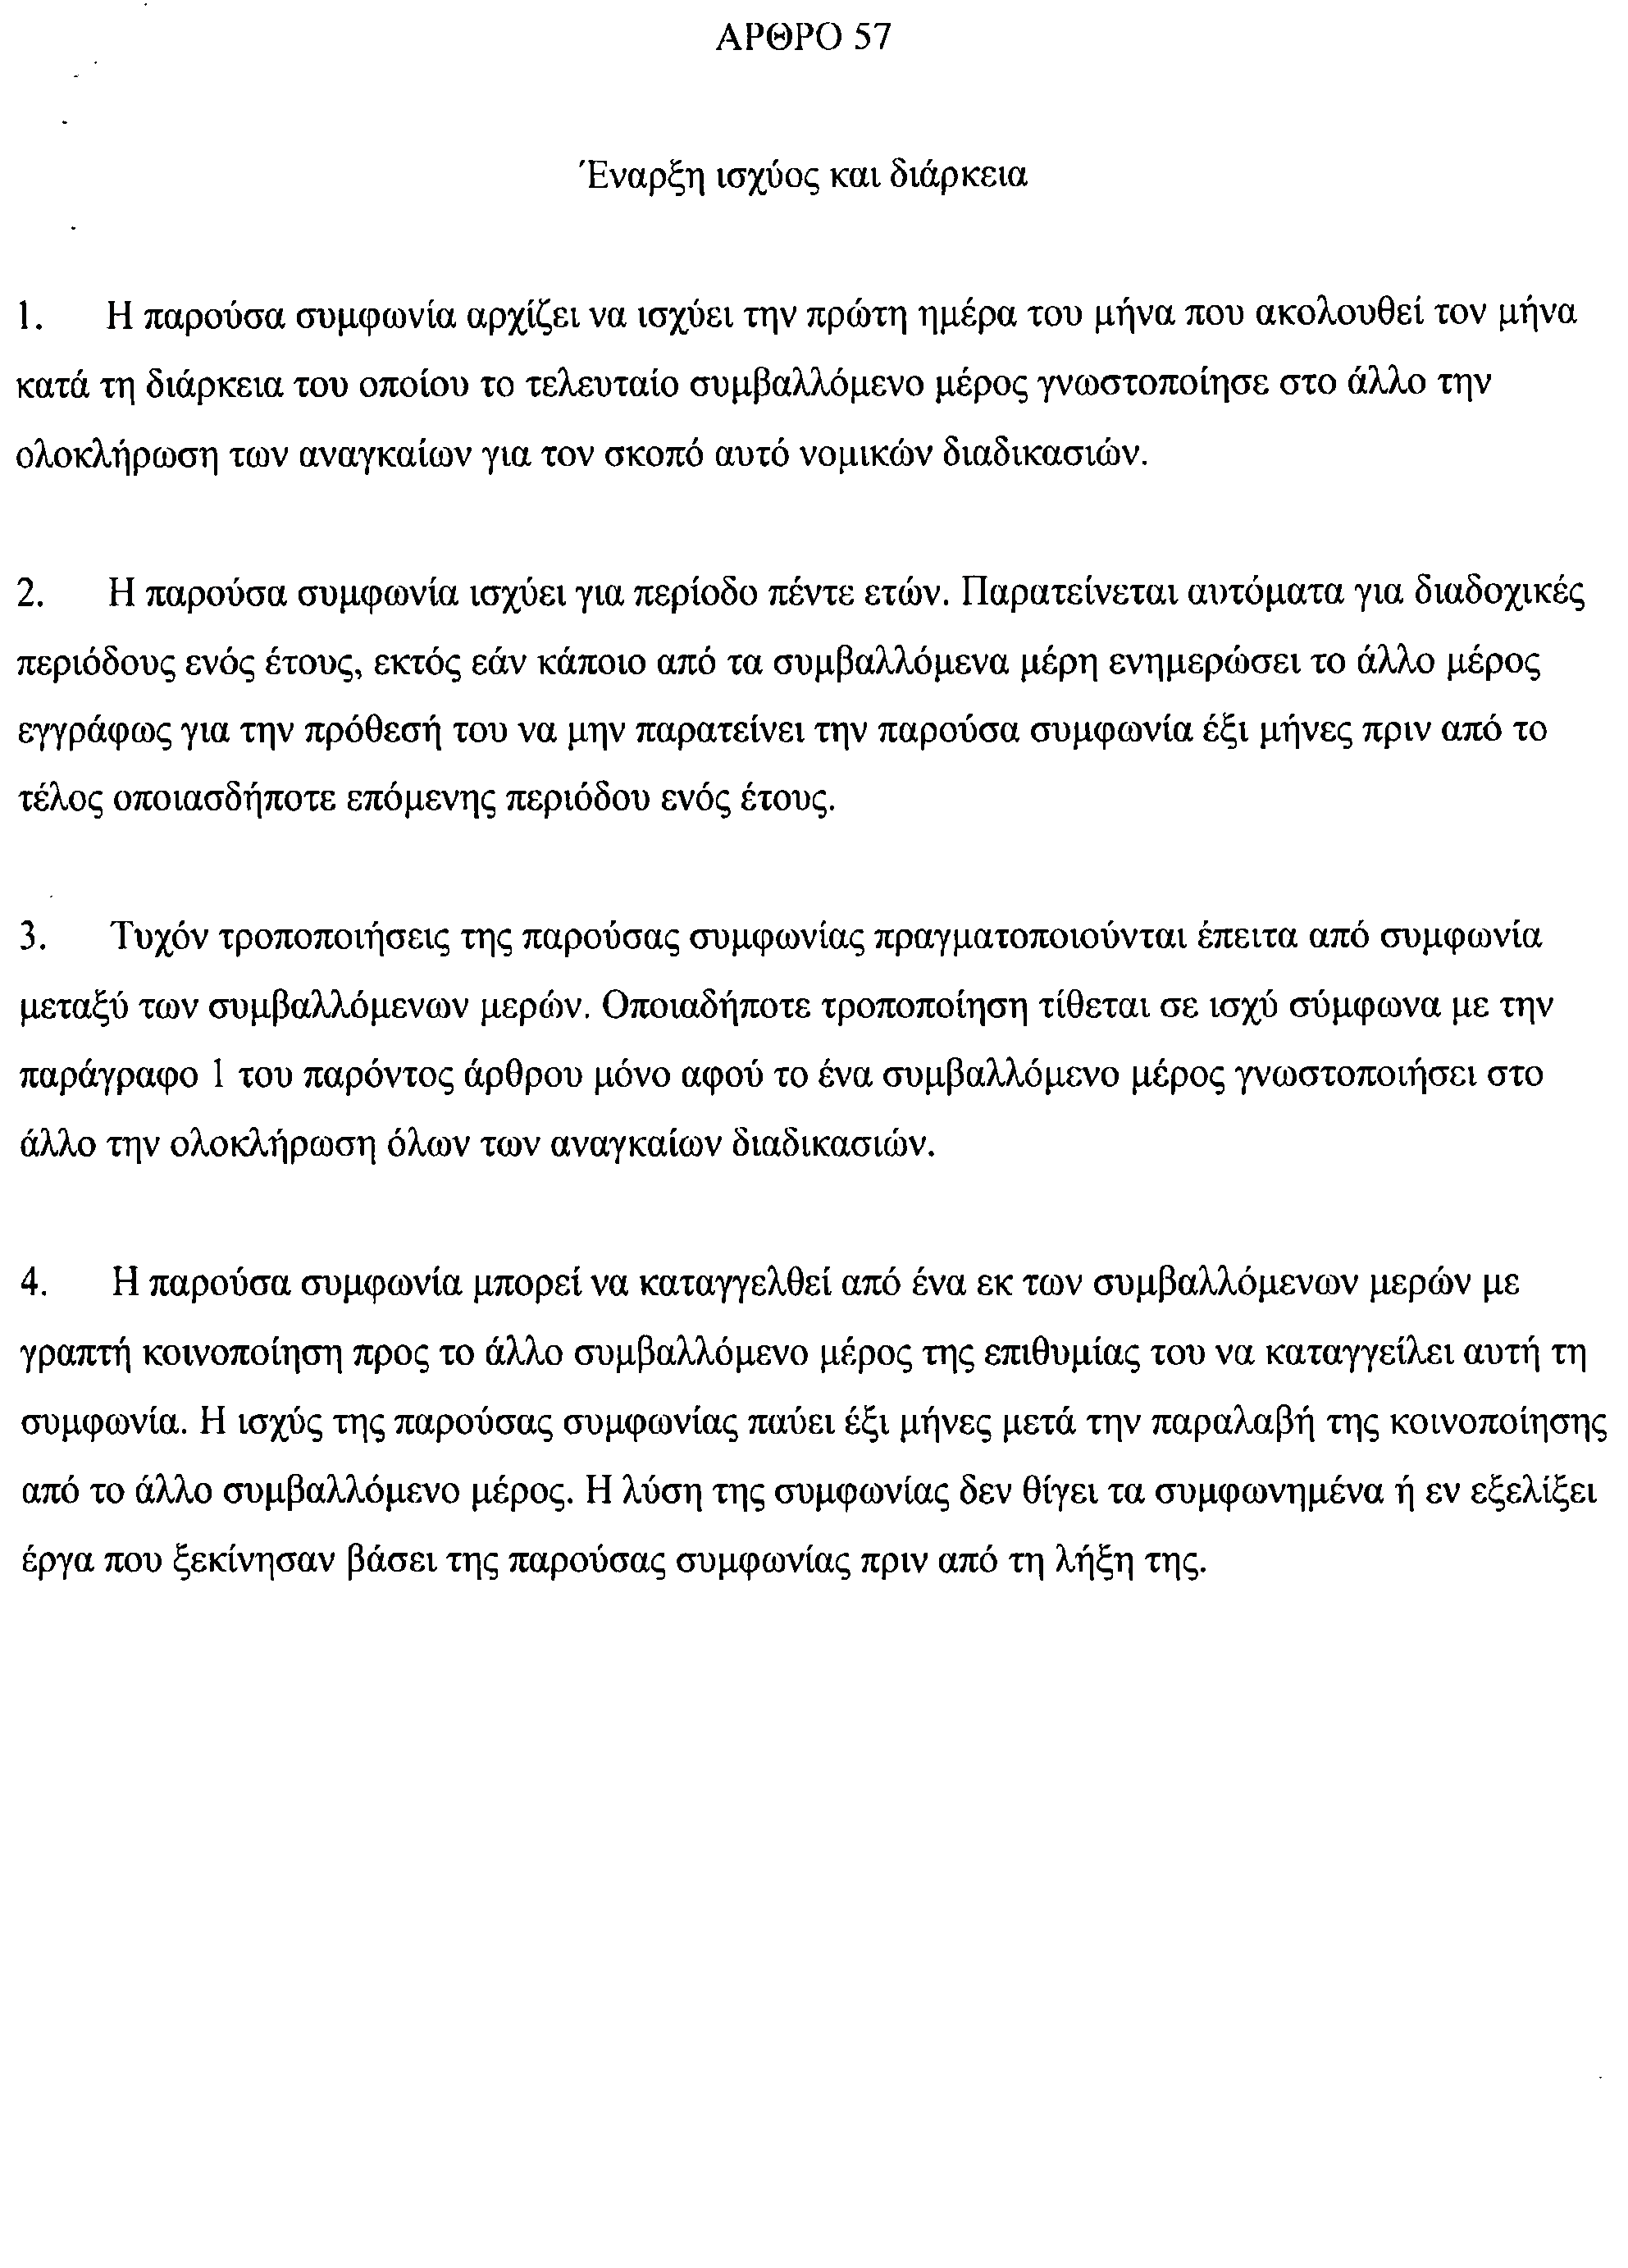 ΑΡΘΡΟ 57
Έναρξη ισχύος και διάρκεια
1. Η παρούσα συμφωνία αρχίζει να ισχύει την πρώτη ημέρα του μήνα που ακολουθεί τον μήνα
κατά τη διάρκεια του οποίου το τελευταίο συμβαλλόμενο μέρος γνωστοποίησε στο άλλο την
ολοκλήρωση των αναγκαίων για τον σκοπό αυτό νομικών διαδικασιών.
2. Η παρούσα συμφωνία ισχύει για περίοδο πέντε ετών. Παρατείνεται αυτόματα για διαδοχικές
περιόδους ενός έτους, εκτός εάν κάποιο από τα συμβαλλόμενα μέρη ενημερώσει το άλλο μέρος
εγγράφως για την πρόθεσή του να μην παρατείνει την παρούσα συμφωνία έξι μήνες πριν από το
τέλος οποιασδήποτε επόμενης περιόδου ενός έτους.
3. Τυχόν τροποποιήσεις της παρούσας συμφωνίας πραγματοποιούνται έπειτα από συμφωνία
μεταξύ των συμβαλλόμενων μερών. Οποιαδήποτε τροποποίηση τίθεται σε ισχύ σύμφωνα με την
παράγραφο 1 του παρόντος άρθρου μόνο αφού το ένα συμβαλλόμενο μέρος γνωστοποιήσει στο
άλλο την ολοκλήρωση όλων των αναγκαίων διαδικασιών.
4. Η παρούσα συμφωνία μπορεί να καταγγελθεί από ένα εκ των συμβαλλόμενων μερών με
γραπτή κοινοποίηση προς το άλλο συμβαλλόμενο μέρος της επιθυμίας του να καταγγείλει αυτή τη
συμφωνία. Η ισχύς της παρούσας συμφωνίας παύει έξι μήνες μετά την παραλαβή της κοινοποίησης
από το άλλο συμβαλλόμενο μέρος. Η λύση της συμφωνίας δεν θίγει τα συμφωνημένα ή εν εξελίξει
έργα που ξεκίνησαν βάσει της παρούσας συμφωνίας πριν από τη λήξη της.